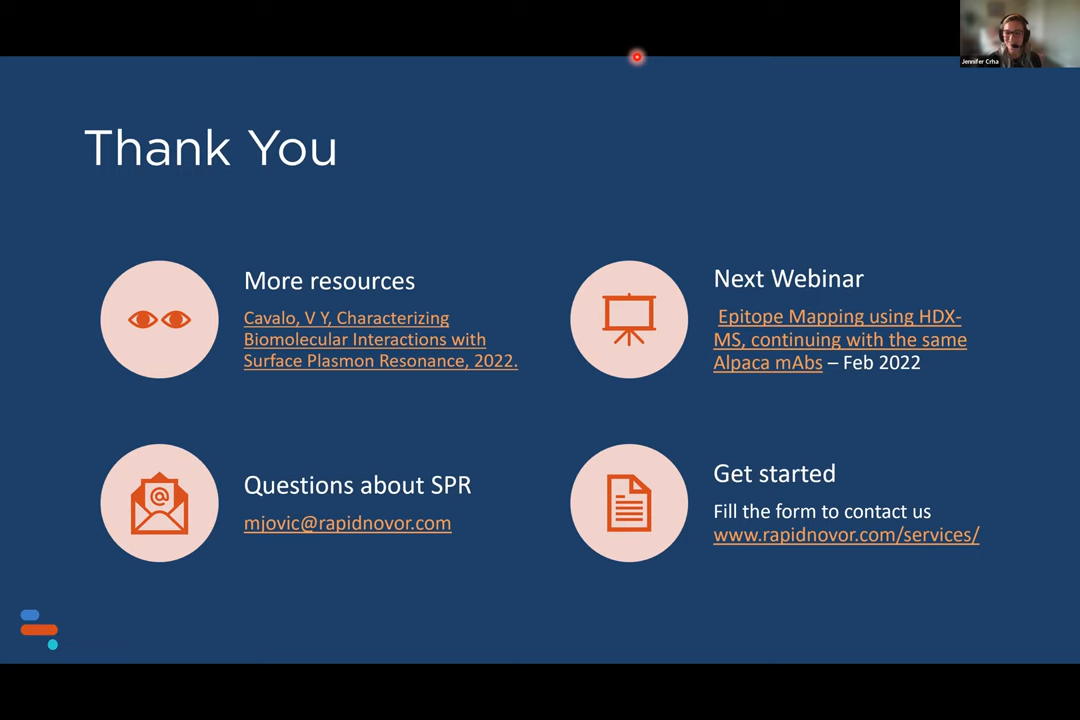 Jennifer Crha
Thank You
More resources
Cavalo, V Y, Characterizing
Biomolecular Interactions with
Surface Plasmon Resonance, 2022.
Next Webinar
Epitope Mapping using HDX-
MS, continuing with the same
Alpaca mAbs – Feb 2022
Questions about SPR
mjovic@rapidnovor.com
Get started
Fill the form to contact us
www.rapidnovor.com/services/